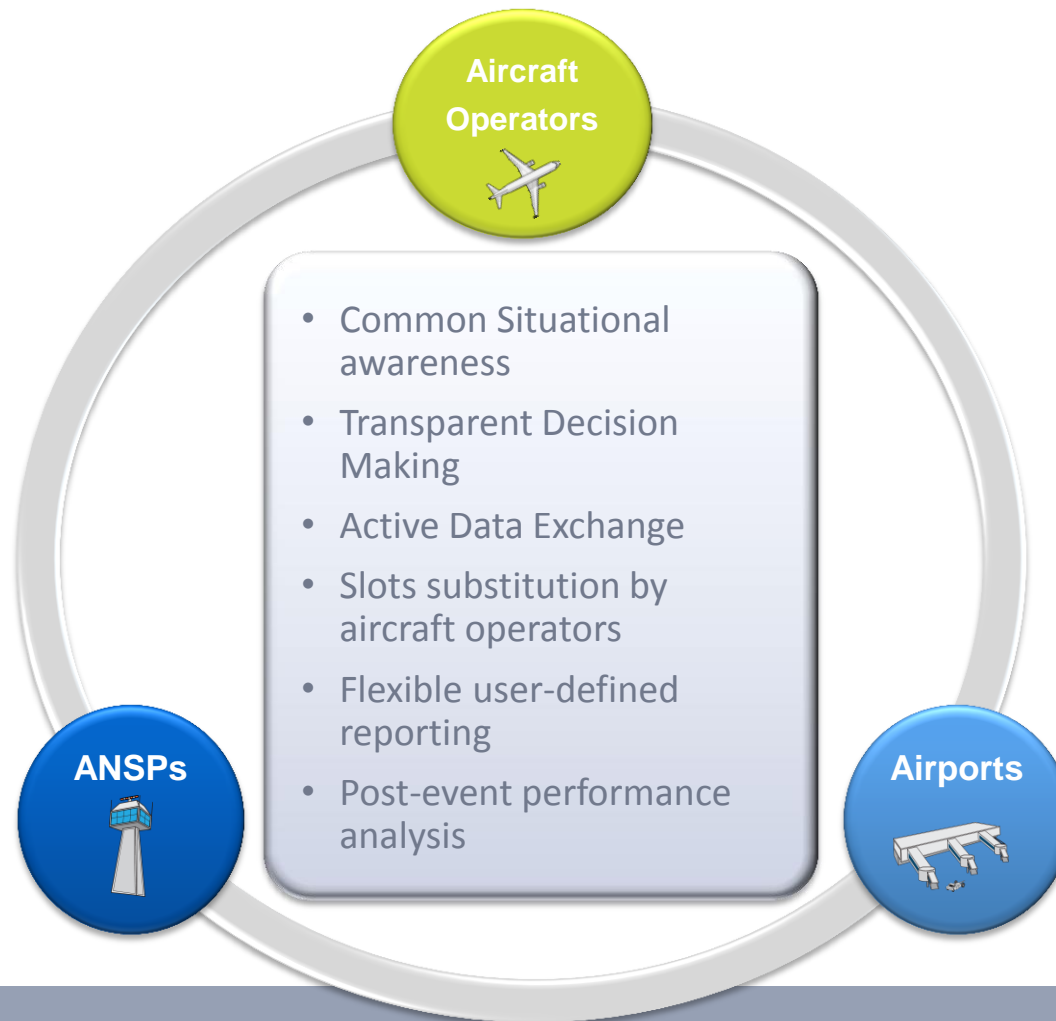 Aircraft
Operators
• Common Situational
awareness
• Transparent Decision
Making
• Active Data Exchange
• Slots substitution by
aircraft operators
• Flexible user-defined
reporting
• Post-event performance
analysis
ANSPs
Airports